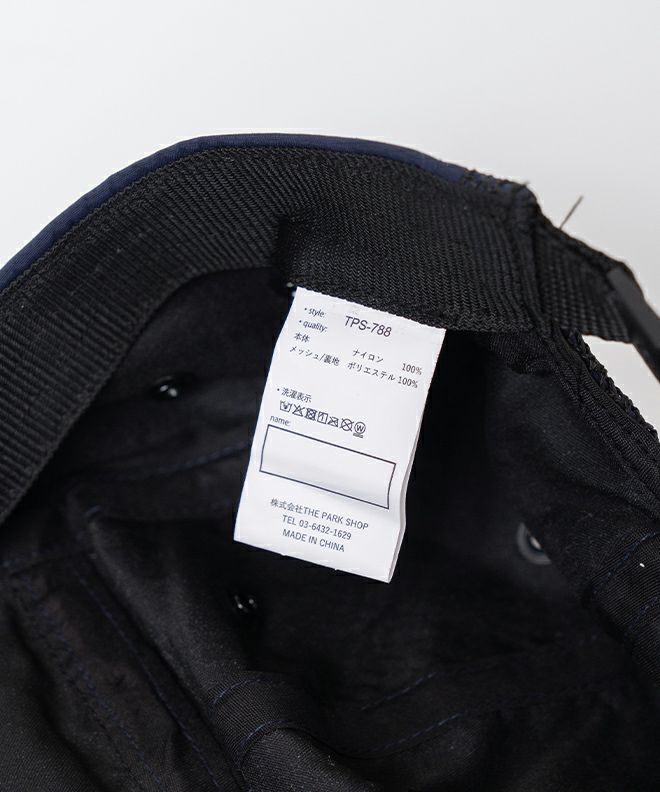 ・style: TPS-788
・quality:
本体 ナイロン 100%
メッシュ/裏地 ポリエステル 100%
・洗濯表示
name:
株式会社THE PARK SHOP
TEL 03-6432-1629
MADE IN CHINA